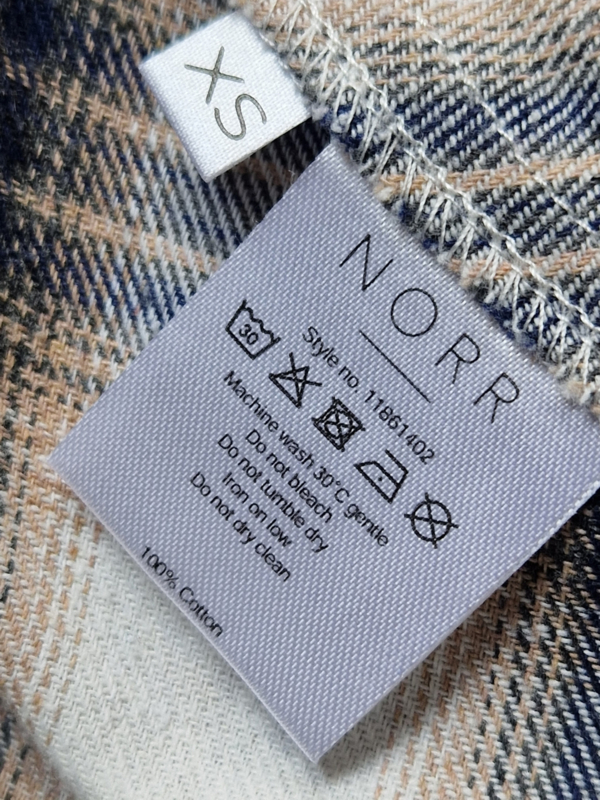 XS
NORR
Style no. 11861402
30
Machine wash 30°C gentle
Do not bleach
Do not tumble dry
Iron on low
Do not dry clean
100% Cotton